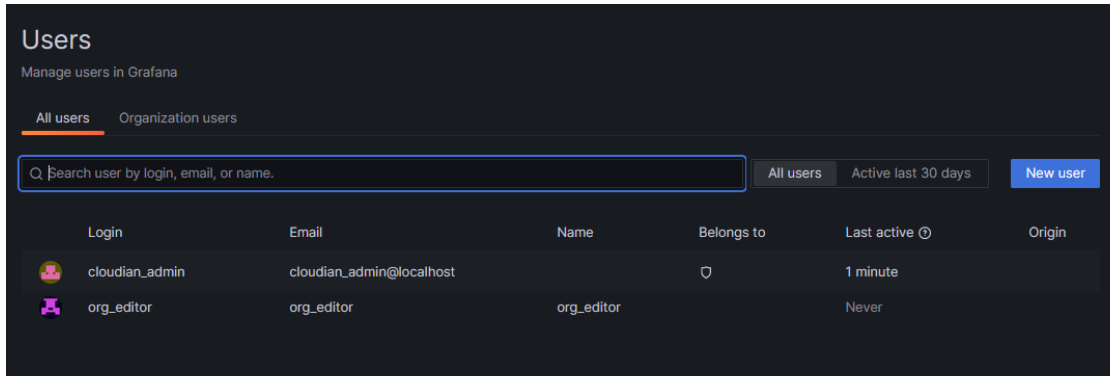 Users
Manage users in Grafana
All users Organization users
Search user by login, email, or name. All users Active last 30 days New user
Login Email Name Belongs to Last active Origin
cloudian_admin cloudian_admin@localhost 1 minute
org_editor org_editor org_editor Never